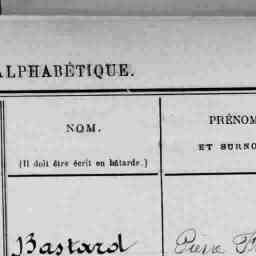 ALPHABÉTIQUE.
NOM.
(Il doit être écrit en bâtarde.)
PRÉNOM
ET SURNO
Bastard
Pierre